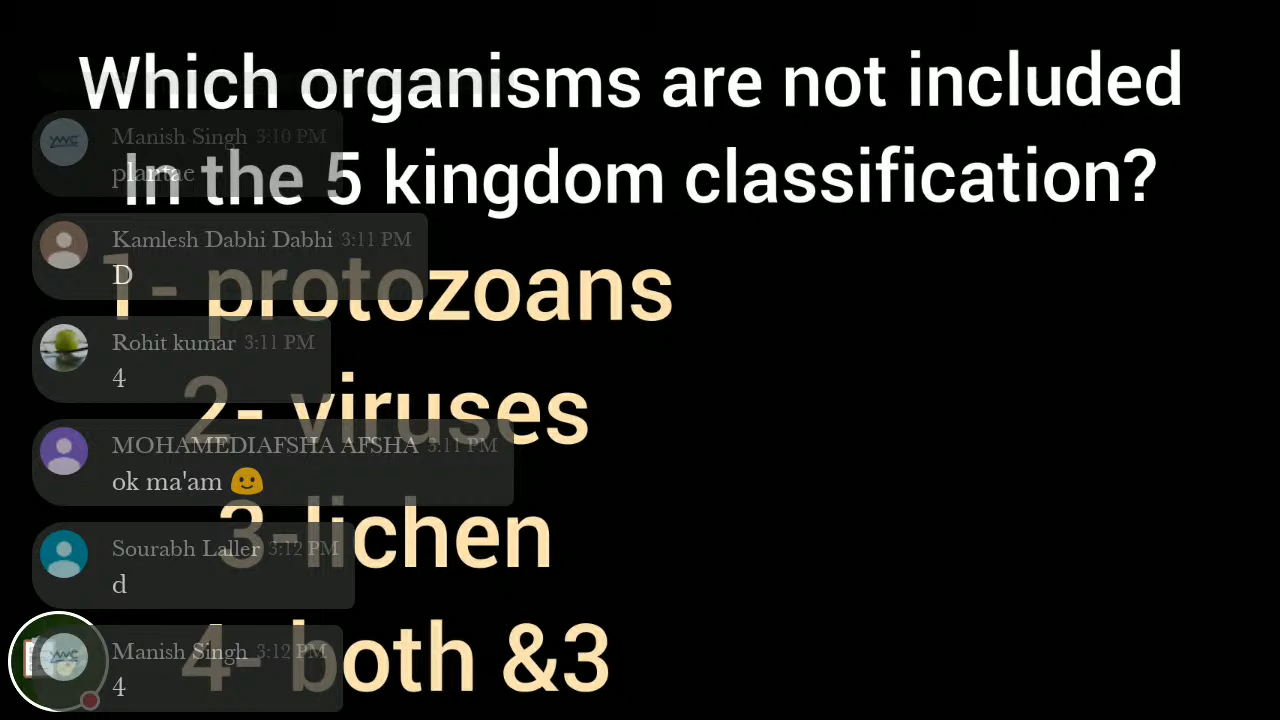 Which organisms are not included
Manish Singh 3:10 PM
plantae
In the 5 kingdom classification?
Kamlesh Dabhi Dabhi 3:11 PM
D
1- protozoans
Rohit kumar 3:11 PM
4
2- viruses
MOHAMEDIAFSHA AFSHA 3:11 PM
ok ma'am 🙂
3-lichen
Sourabh Laller 3:12 PM
d
4- both &3
Manish Singh 3:12 PM
4